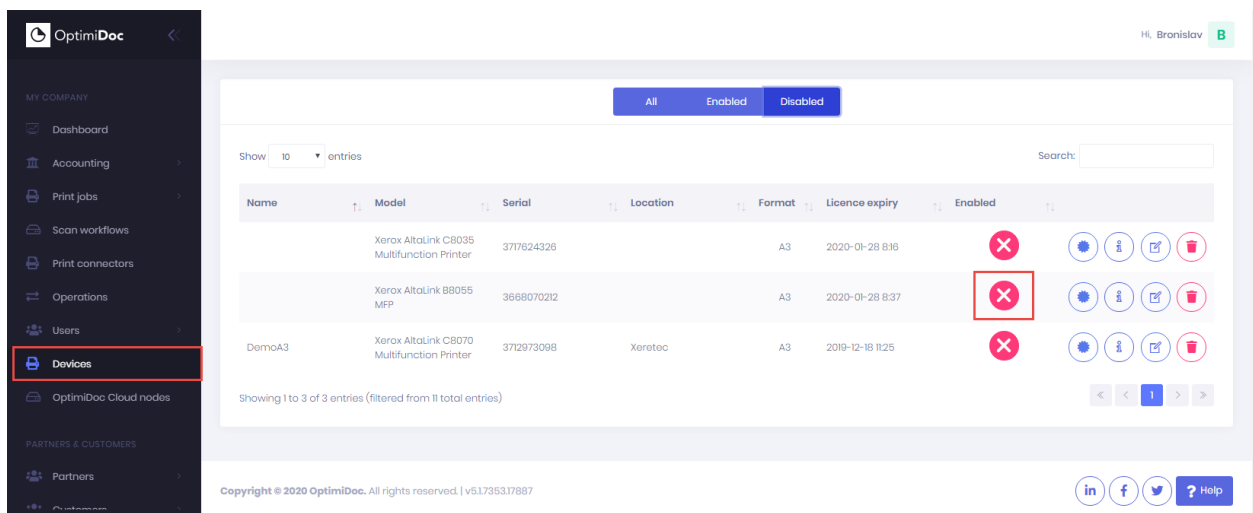 OptimiDoc
Hi, Bronislav B
MY COMPANY
Dashboard
Accounting
Print jobs
Scan workflows
Print connectors
Operations
Users
Devices
OptimiDoc Cloud nodes
PARTNERS & CUSTOMERS
Partners
Customers
All Enabled Disabled
Show 10 entries Search:
Name Model Serial Location Format Licence expiry Enabled
Xerox AltaLink C8035
Multifunction Printer 3717624326 A3 2020-01-28 8:16
Xerox AltaLink B8055
MFP 3668070212 A3 2020-01-28 8:37
DemoA3 Xerox AltaLink C8070
Multifunction Printer 3712973098 Xeretec A3 2019-12-18 11:25
Showing 1 to 3 of 3 entries (filtered from 11 total entries) « < 1 > »
Copyright © 2020 OptimiDoc. All rights reserved. | v5.1.7353.17887 in f ? Help